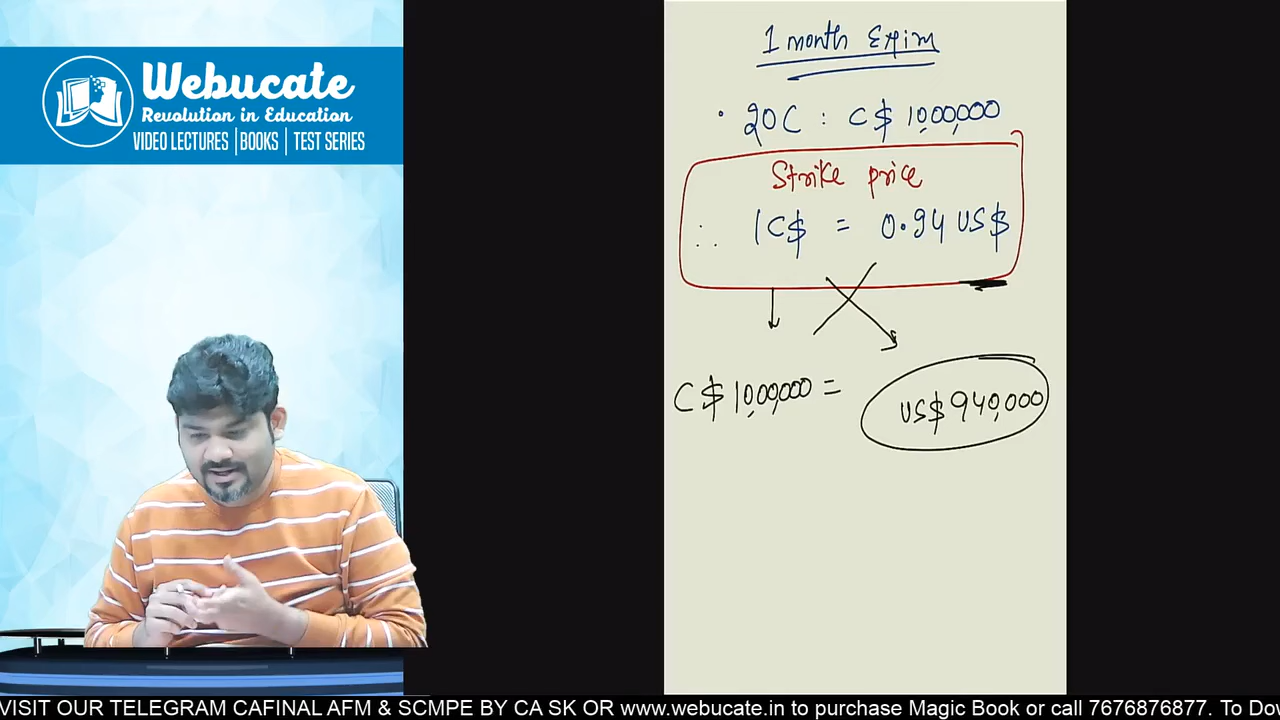 Webucate
Revolution in Education
VIDEO LECTURES | BOOKS | TEST SERIES
1 month Expim
• 20C : C$ 10,00,000
Strike price
∴ 1C$ = 0.94 US$
C$ 10,00,000 =
US$ 940,000
VISIT OUR TELEGRAM CAFINAL AFM & SCMPE BY CA SK OR www.webucate.in to purchase Magic Book or call 7676876877. To Dow